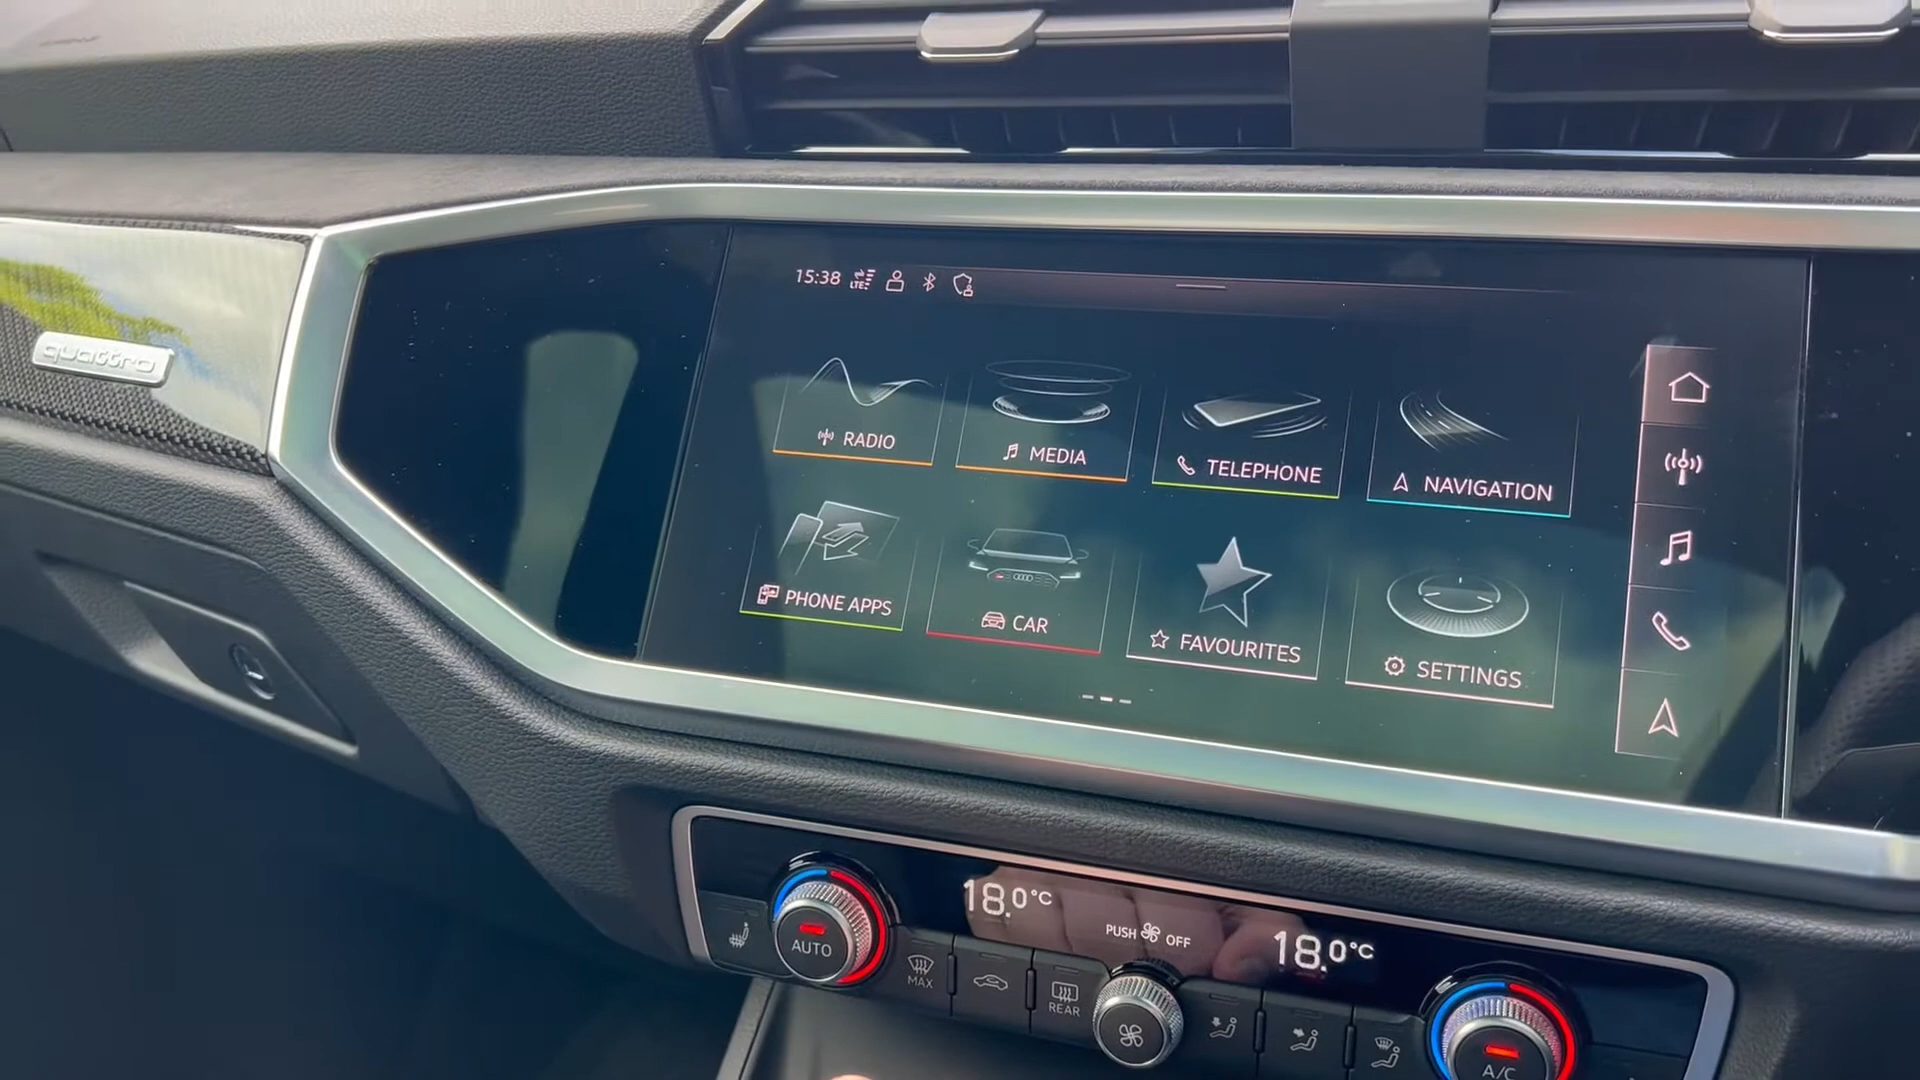 15:38 LTE
quattro
RADIO
MEDIA
TELEPHONE
NAVIGATION
PHONE APPS
CAR
FAVOURITES
SETTINGS
18.0°C
PUSH OFF
18.0°C
AUTO
MAX
REAR
A/C